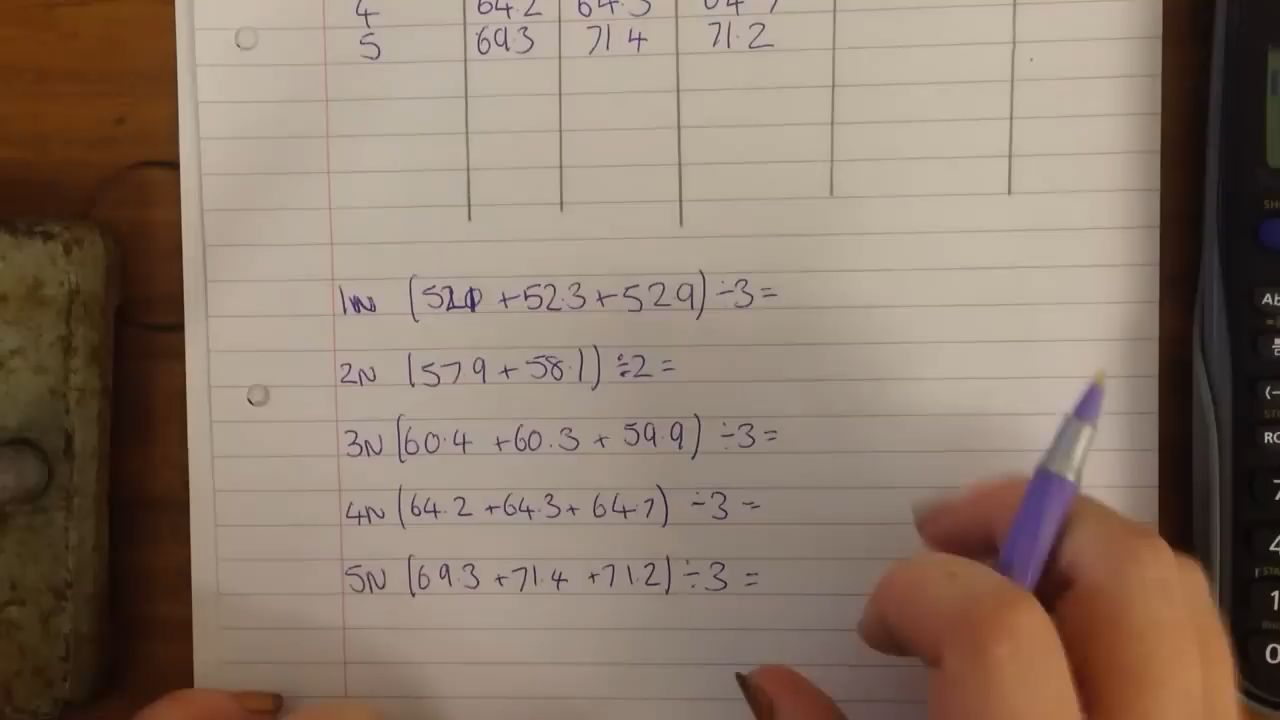 4 64.2 64.3
5 69.3 71.4 71.2
1N (52.1 + 52.3 + 52.9) ÷ 3 =
2N (57.9 + 58.1) ÷ 2 =
3N (60.4 + 60.3 + 59.9) ÷ 3 =
4N (64.2 + 64.3 + 64.7) ÷ 3 =
5N (69.3 + 71.4 + 71.2) ÷ 3 =